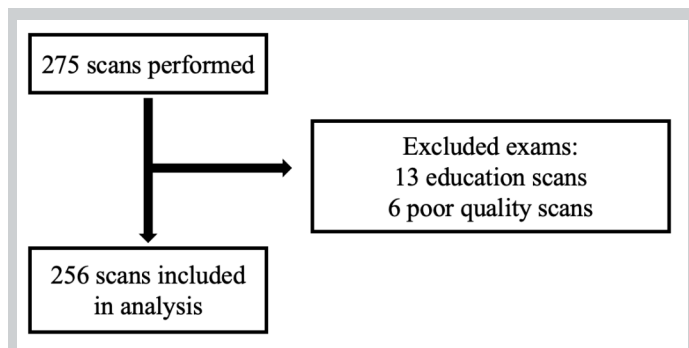 275 scans performed
Excluded exams:
13 education scans
6 poor quality scans
256 scans included
in analysis